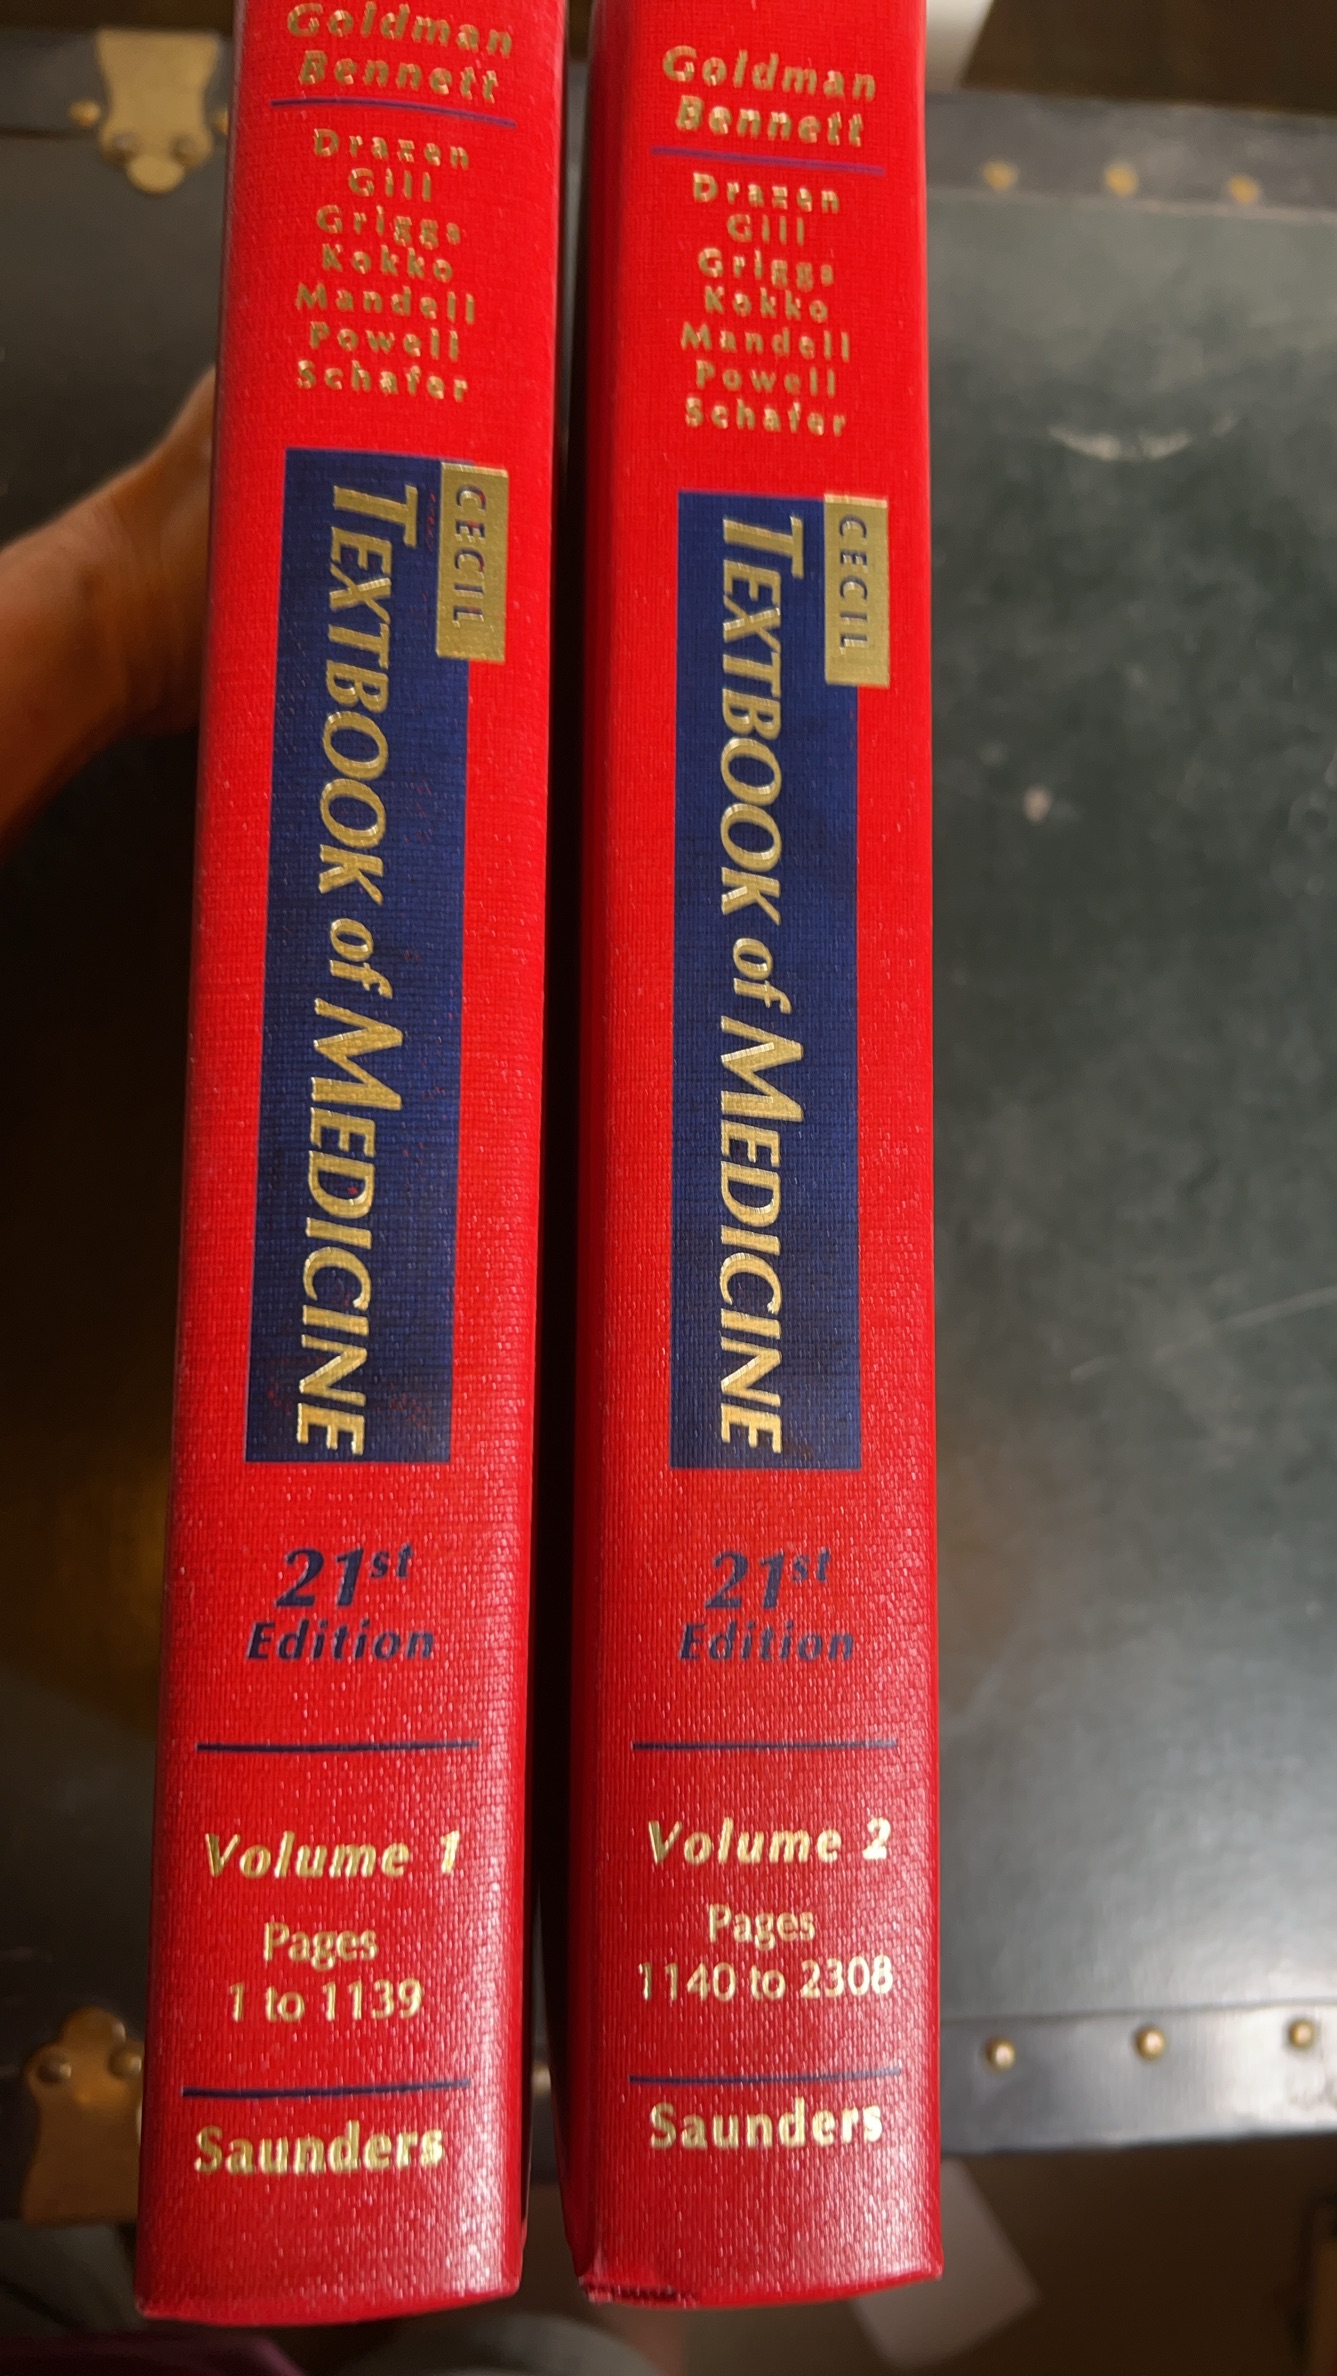 Goldman
Bennett
Drazen
Gill
Griggs
Kokko
Mandell
Powell
Schafer
CECIL
TEXTBOOK of MEDICINE
21st
Edition
Volume 1
Pages
1 to 1139
Saunders
Goldman
Bennett
Drazen
Gill
Griggs
Kokko
Mandell
Powell
Schafer
CECIL
TEXTBOOK of MEDICINE
21st
Edition
Volume 2
Pages
1140 to 2308
Saunders